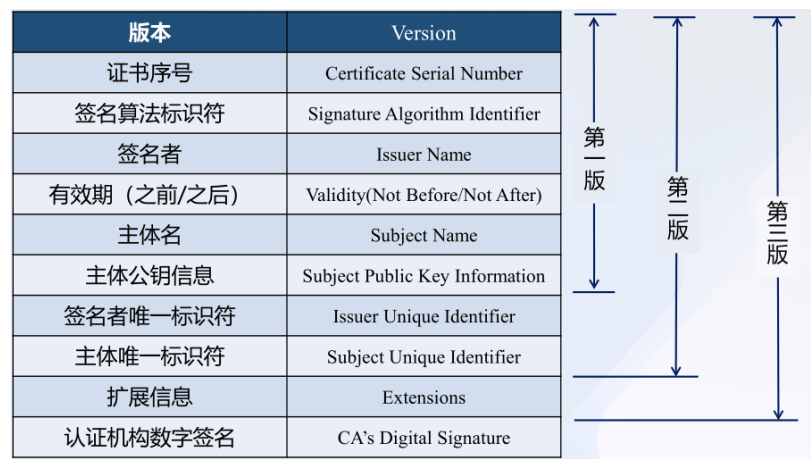 版本 Version
证书序号 Certificate Serial Number
签名算法标识符 Signature Algorithm Identifier
签名者 Issuer Name
有效期（之前/之后） Validity(Not Before/Not After)
主体名 Subject Name
主体公钥信息 Subject Public Key Information
签名者唯一标识符 Issuer Unique Identifier
主体唯一标识符 Subject Unique Identifier
扩展信息 Extensions
认证机构数字签名 CA's Digital Signature
第一版
第二版
第三版